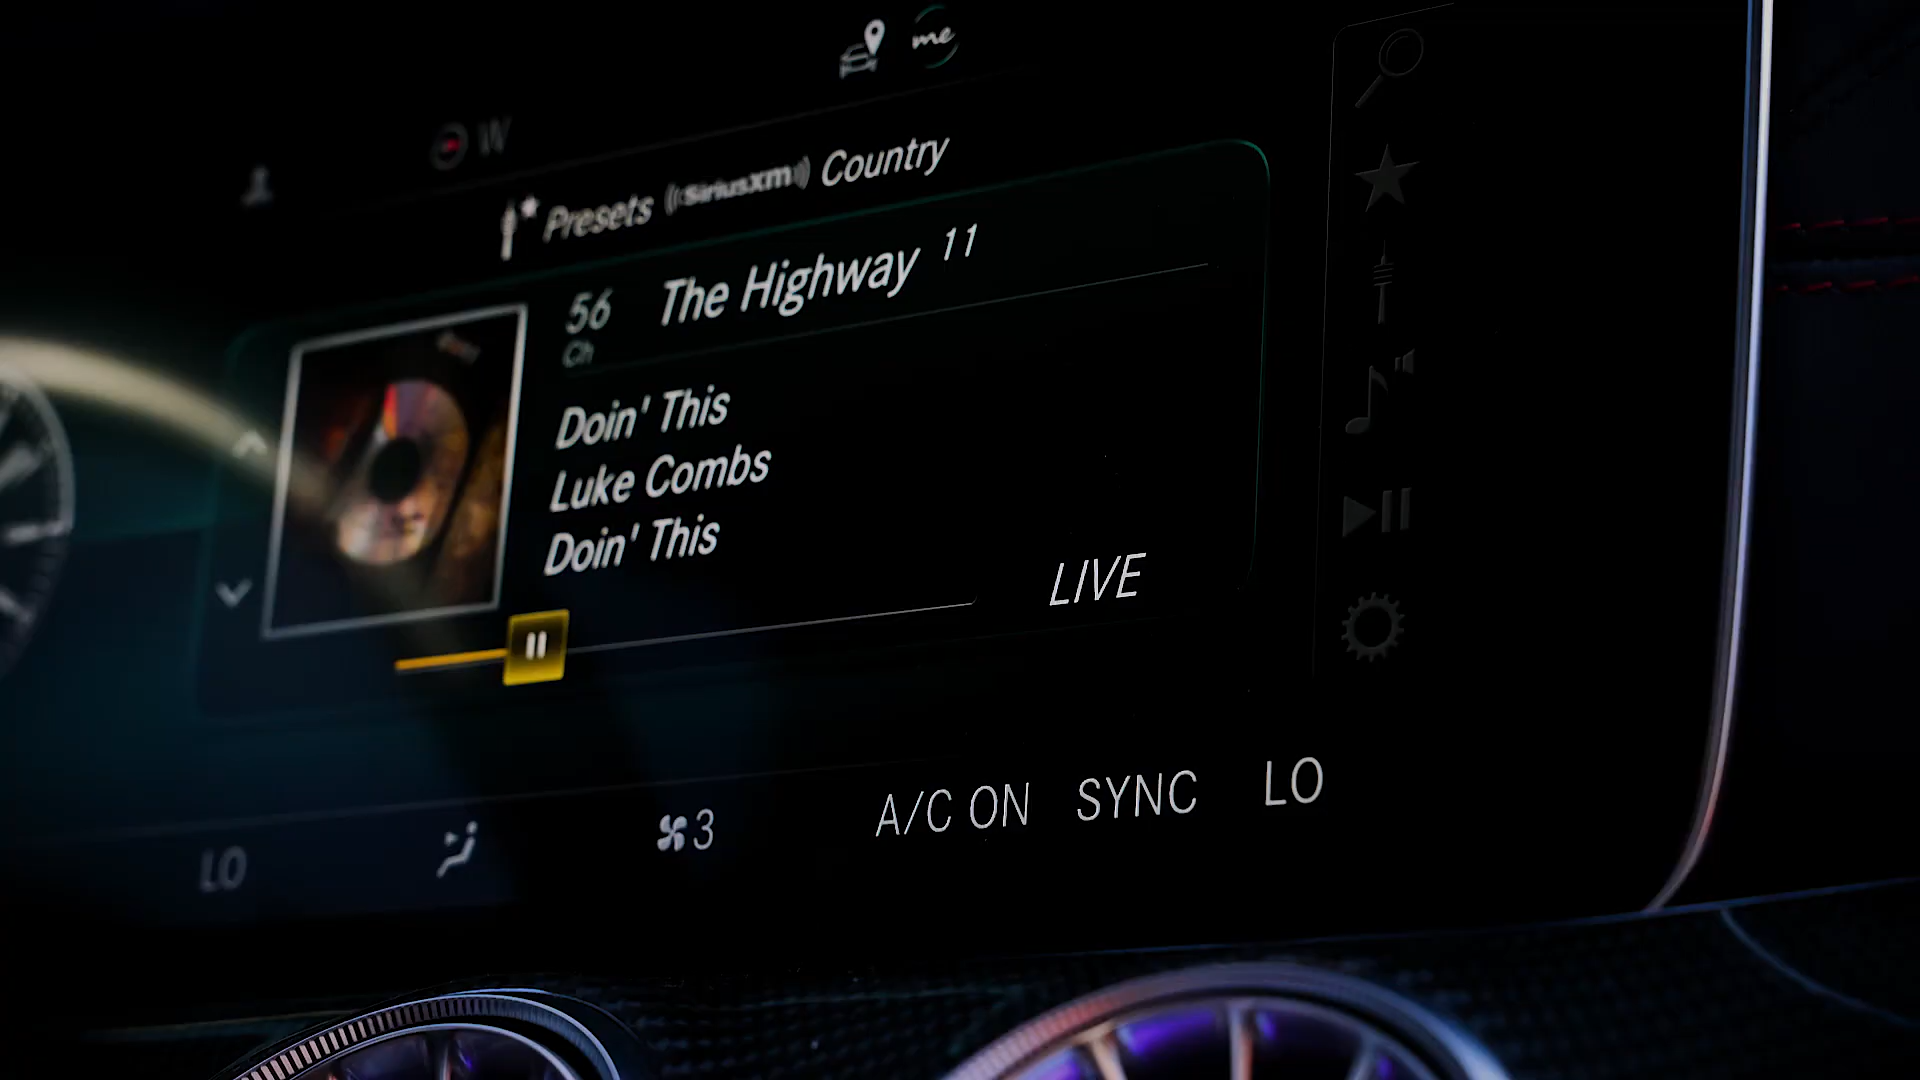 me
W
Presets SiriusXm Country
56 The Highway 11
Ch
Doin' This
Luke Combs
Doin' This
LIVE
LO 3 A/C ON SYNC LO